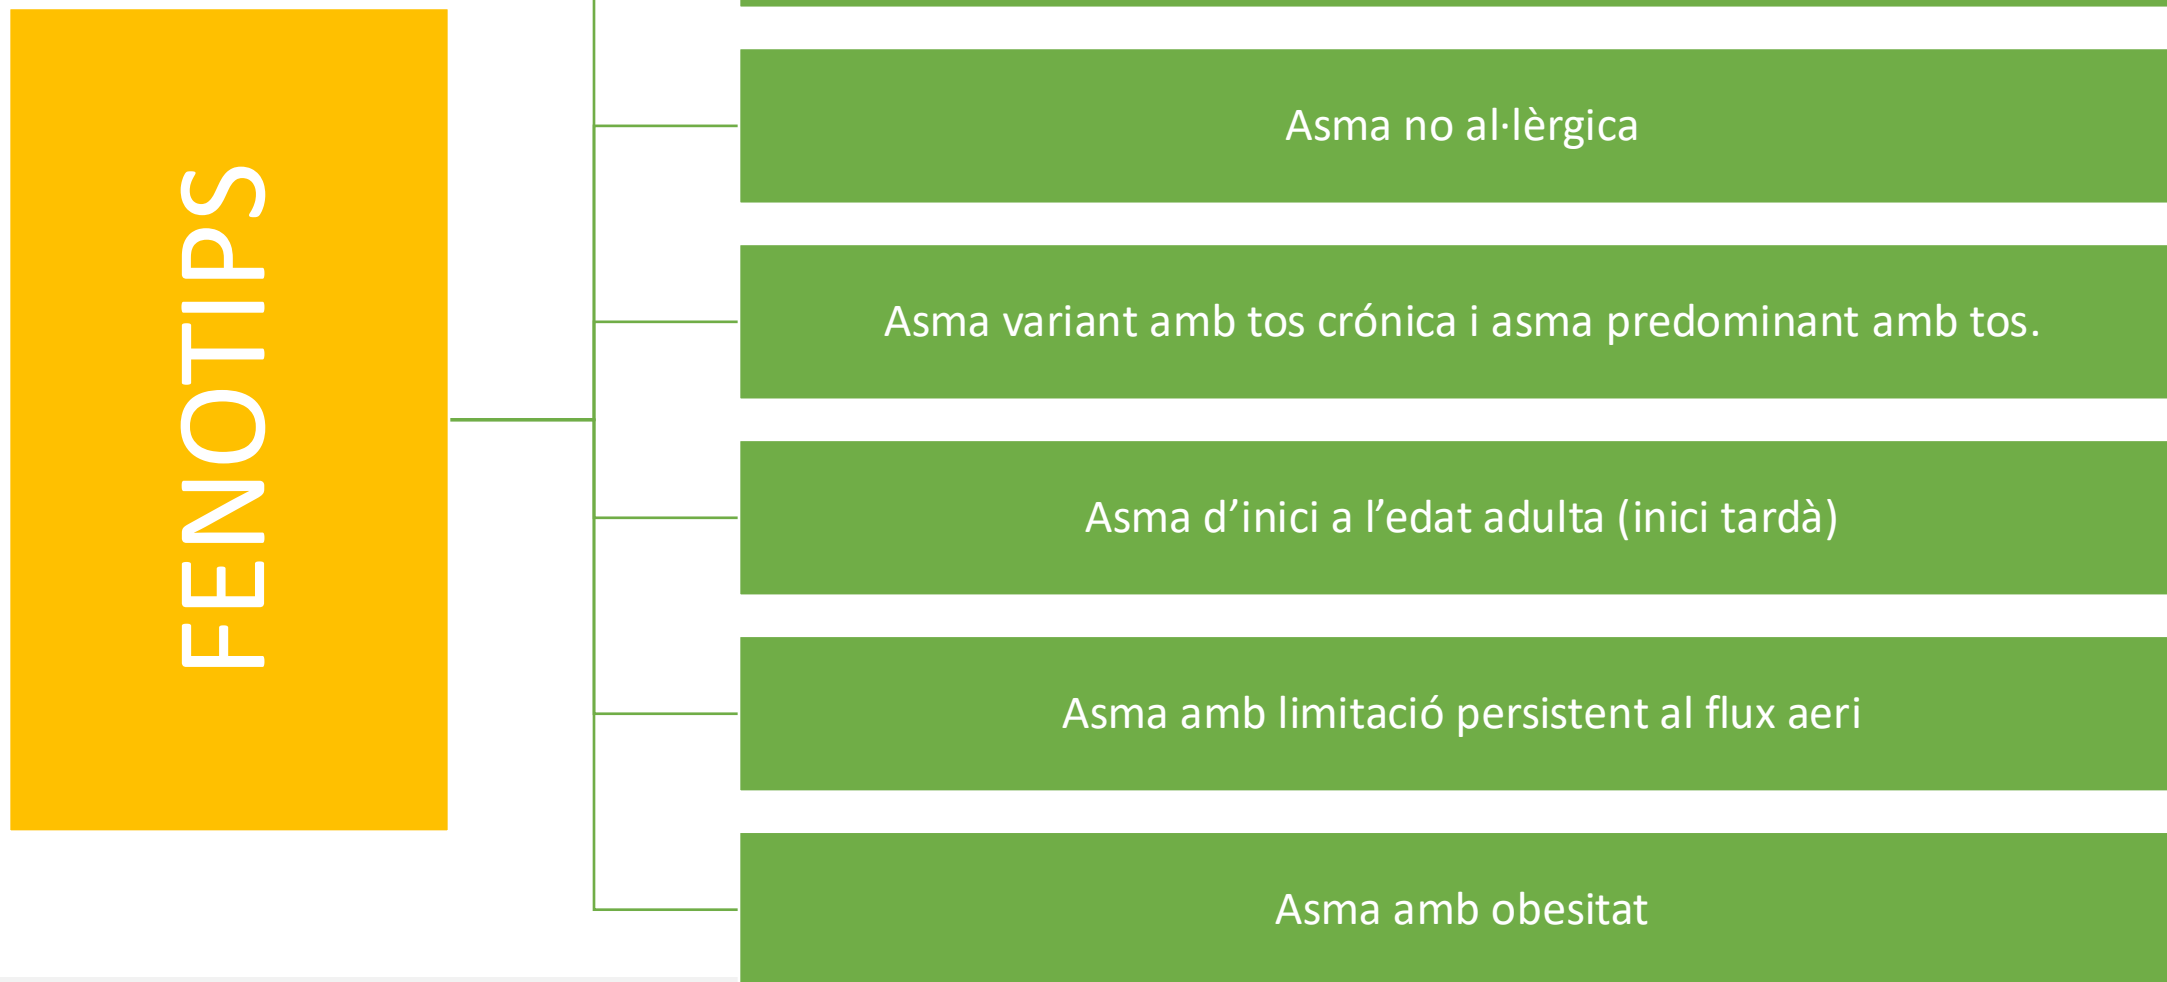 FENOTIPS
Asma no al·lèrgica
Asma variant amb tos crónica i asma predominant amb tos.
Asma d’inici a l’edat adulta (inici tardà)
Asma amb limitació persistent al flux aeri
Asma amb obesitat